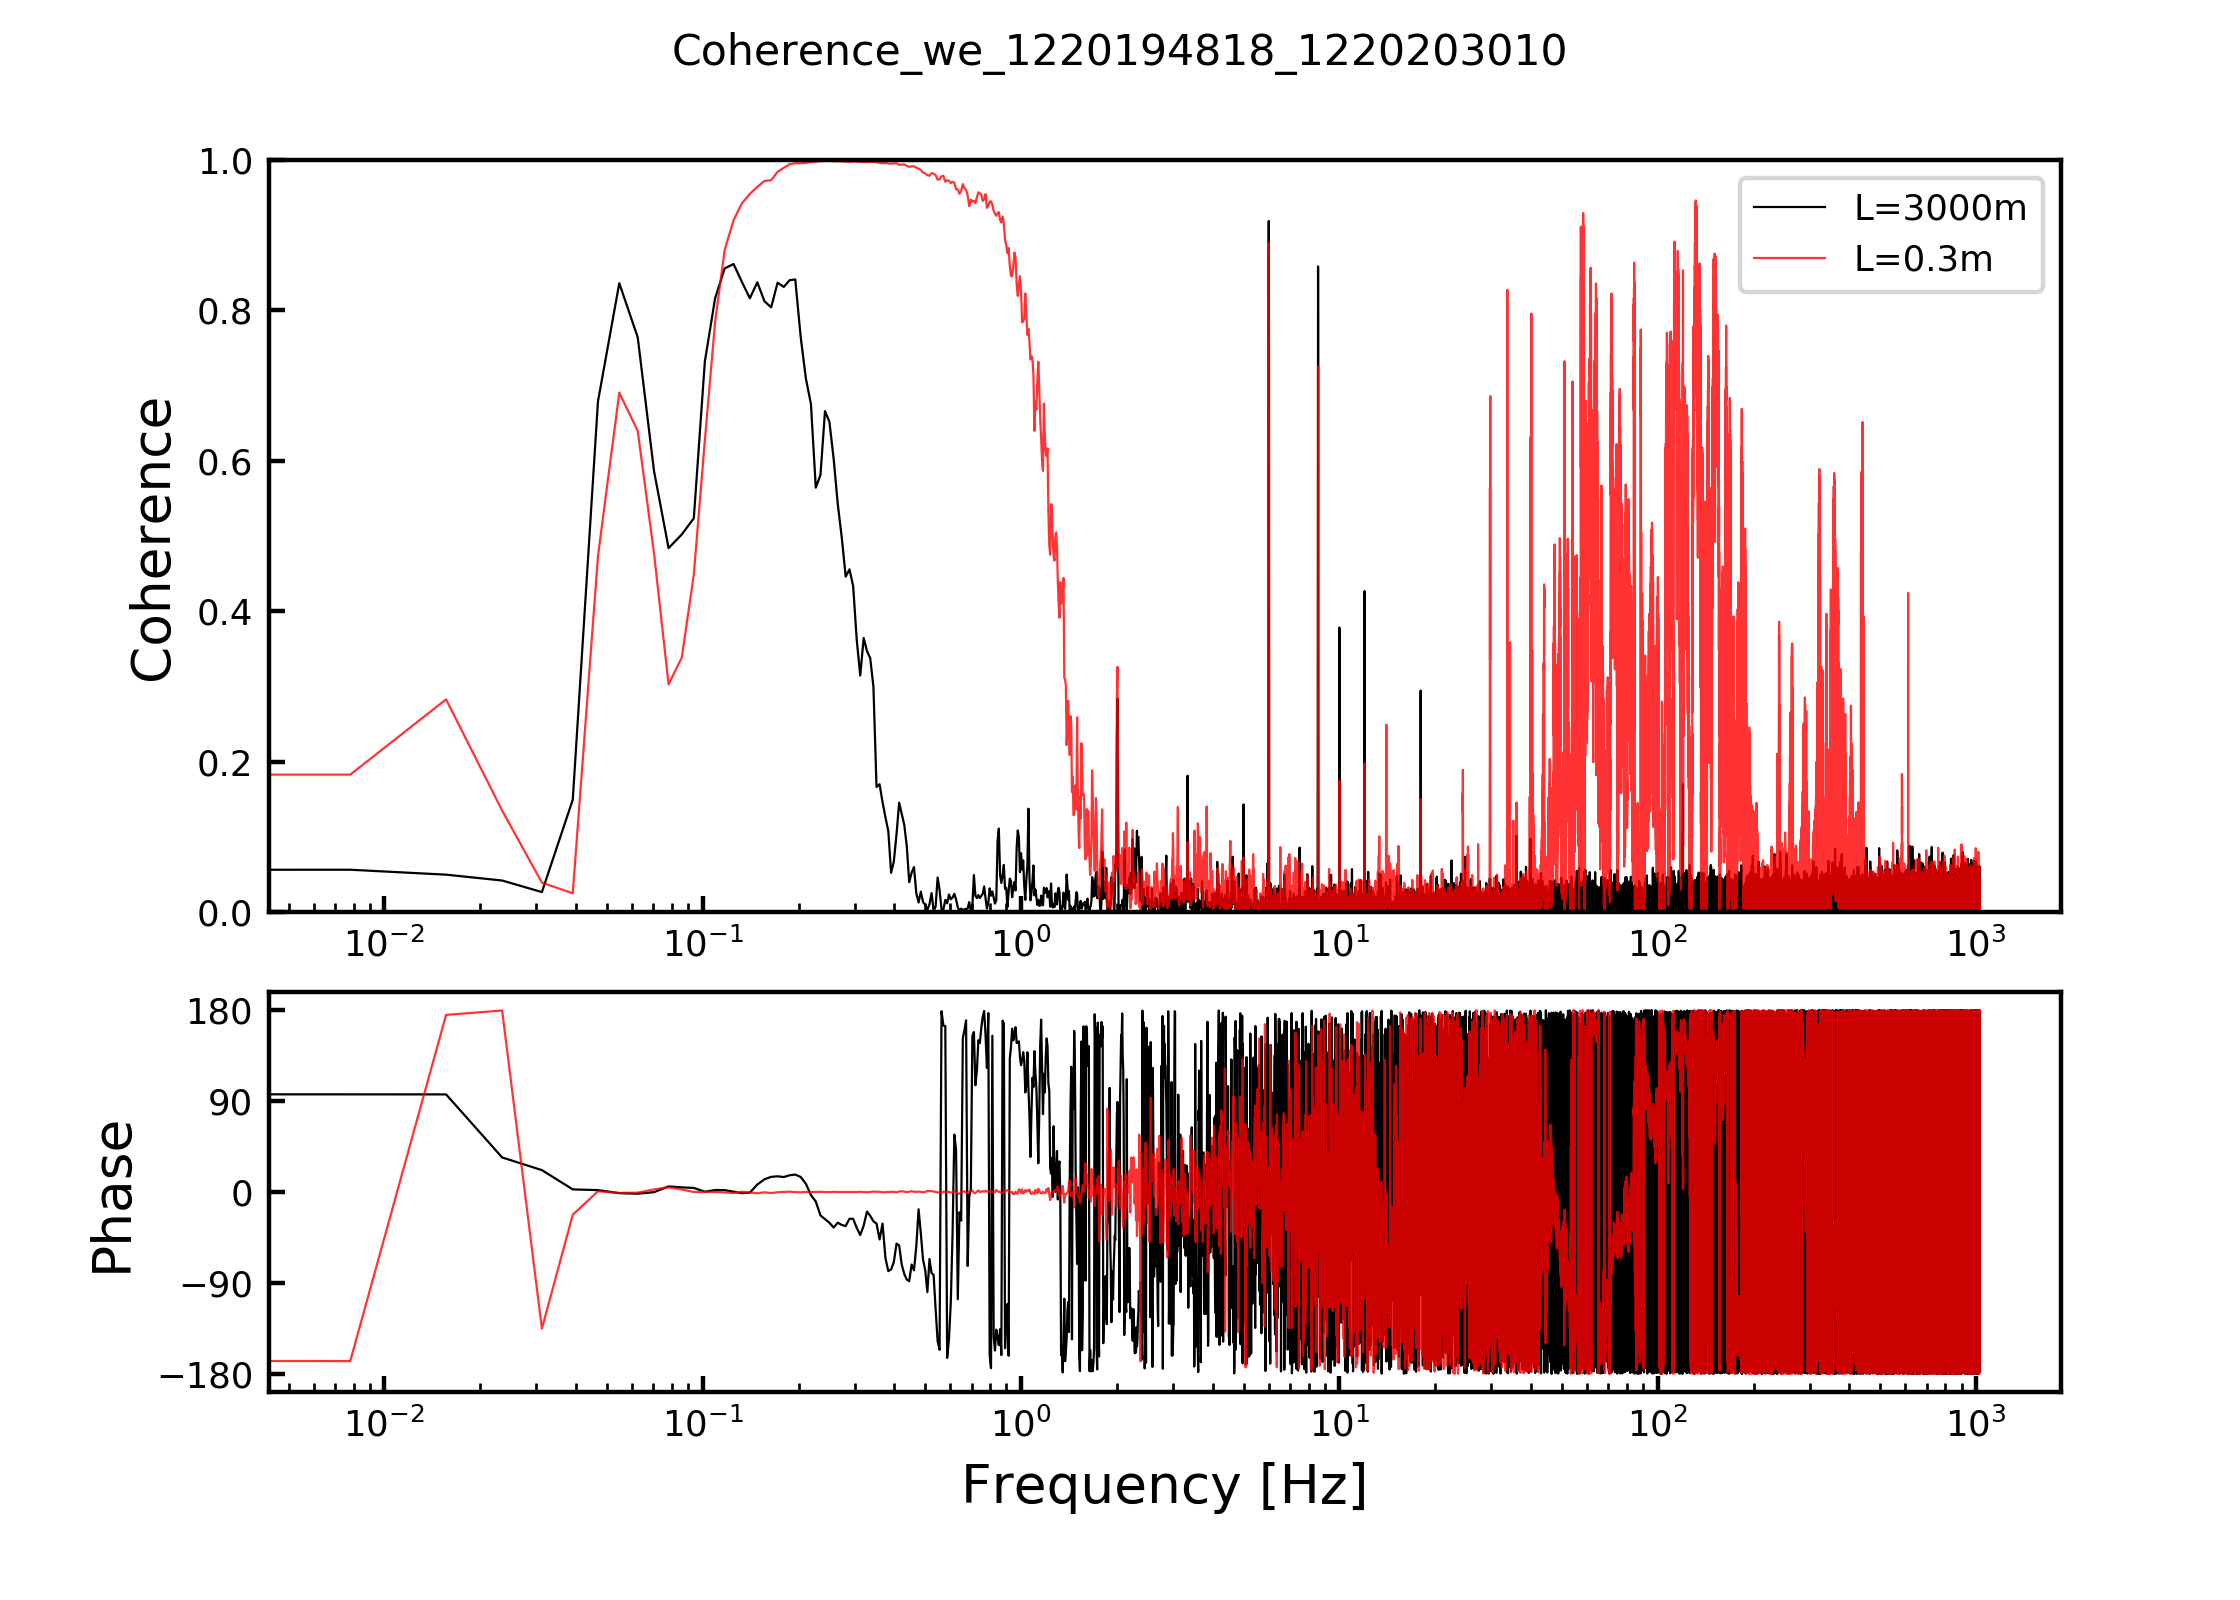 Coherence_we_1220194818_1220203010
1.0
0.8
0.6
0.4
0.2
0.0
Coherence
L=3000m
L=0.3m
10⁻² 10⁻¹ 10⁰ 10¹ 10² 10³
180
90
0
−90
−180
Phase
10⁻² 10⁻¹ 10⁰ 10¹ 10² 10³
Frequency [Hz]